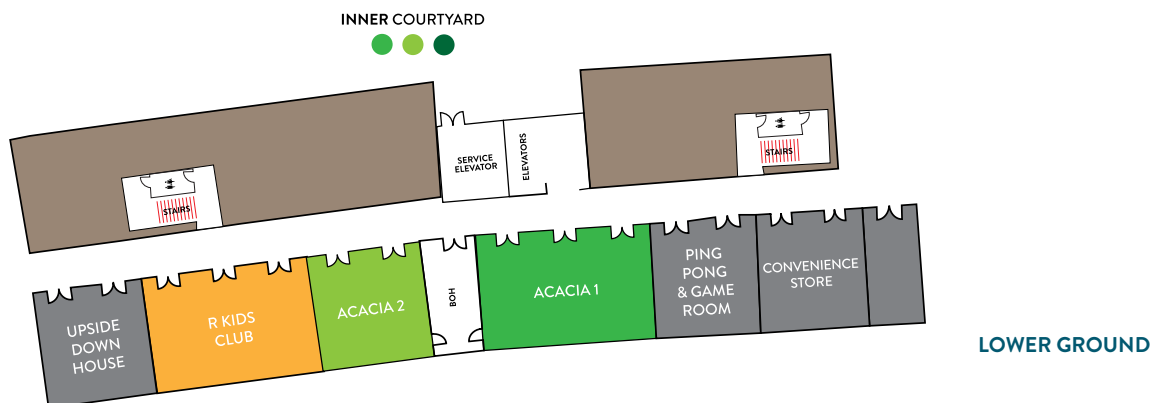 INNER COURTYARD
SERVICE
ELEVATOR
ELEVATORS
STAIRS
STAIRS
UPSIDE
DOWN
HOUSE
R KIDS
CLUB
ACACIA 2
BOH
ACACIA 1
PING
PONG
& GAME
ROOM
CONVENIENCE
STORE
LOWER GROUND